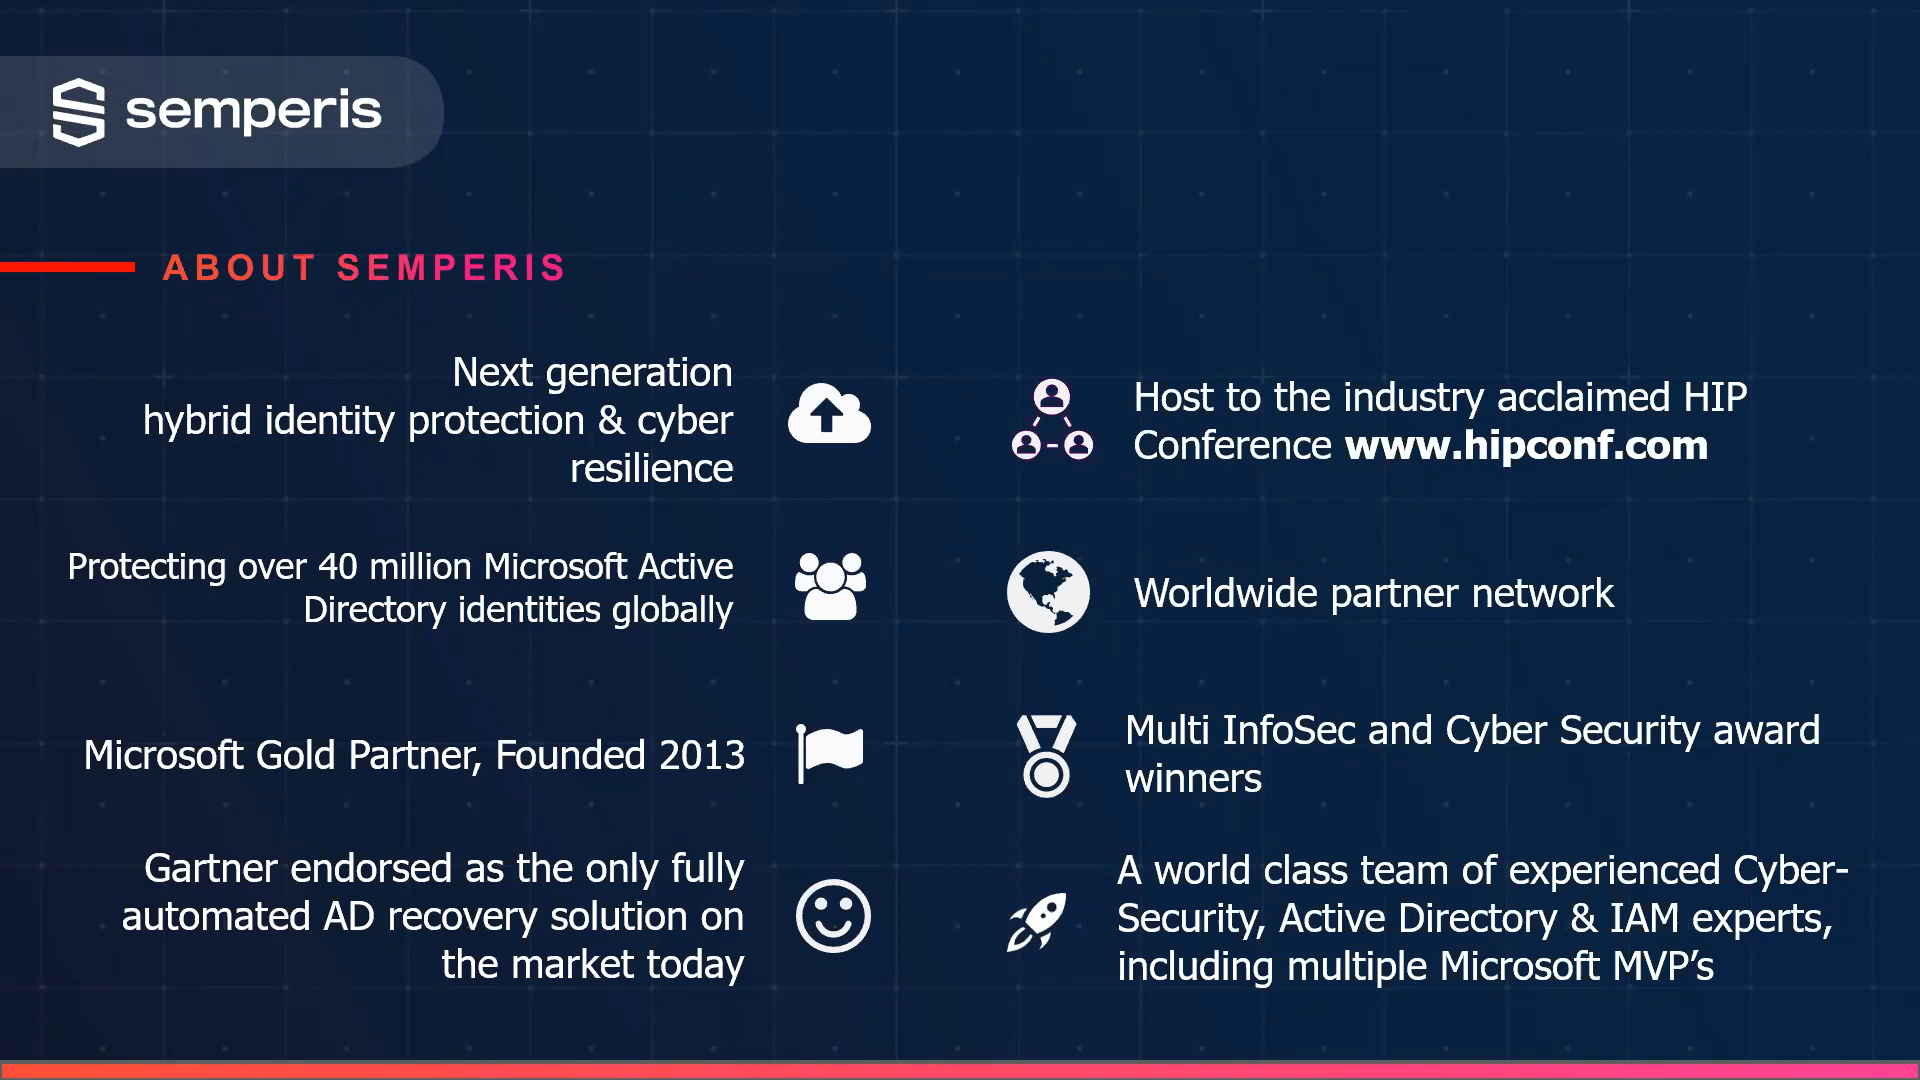 semperis
ABOUT SEMPERIS
Next generation
hybrid identity protection & cyber
resilience
Protecting over 40 million Microsoft Active
Directory identities globally
Microsoft Gold Partner, Founded 2013
Gartner endorsed as the only fully
automated AD recovery solution on
the market today
Host to the industry acclaimed HIP
Conference www.hipconf.com
Worldwide partner network
Multi InfoSec and Cyber Security award
winners
A world class team of experienced Cyber-
Security, Active Directory & IAM experts,
including multiple Microsoft MVP’s